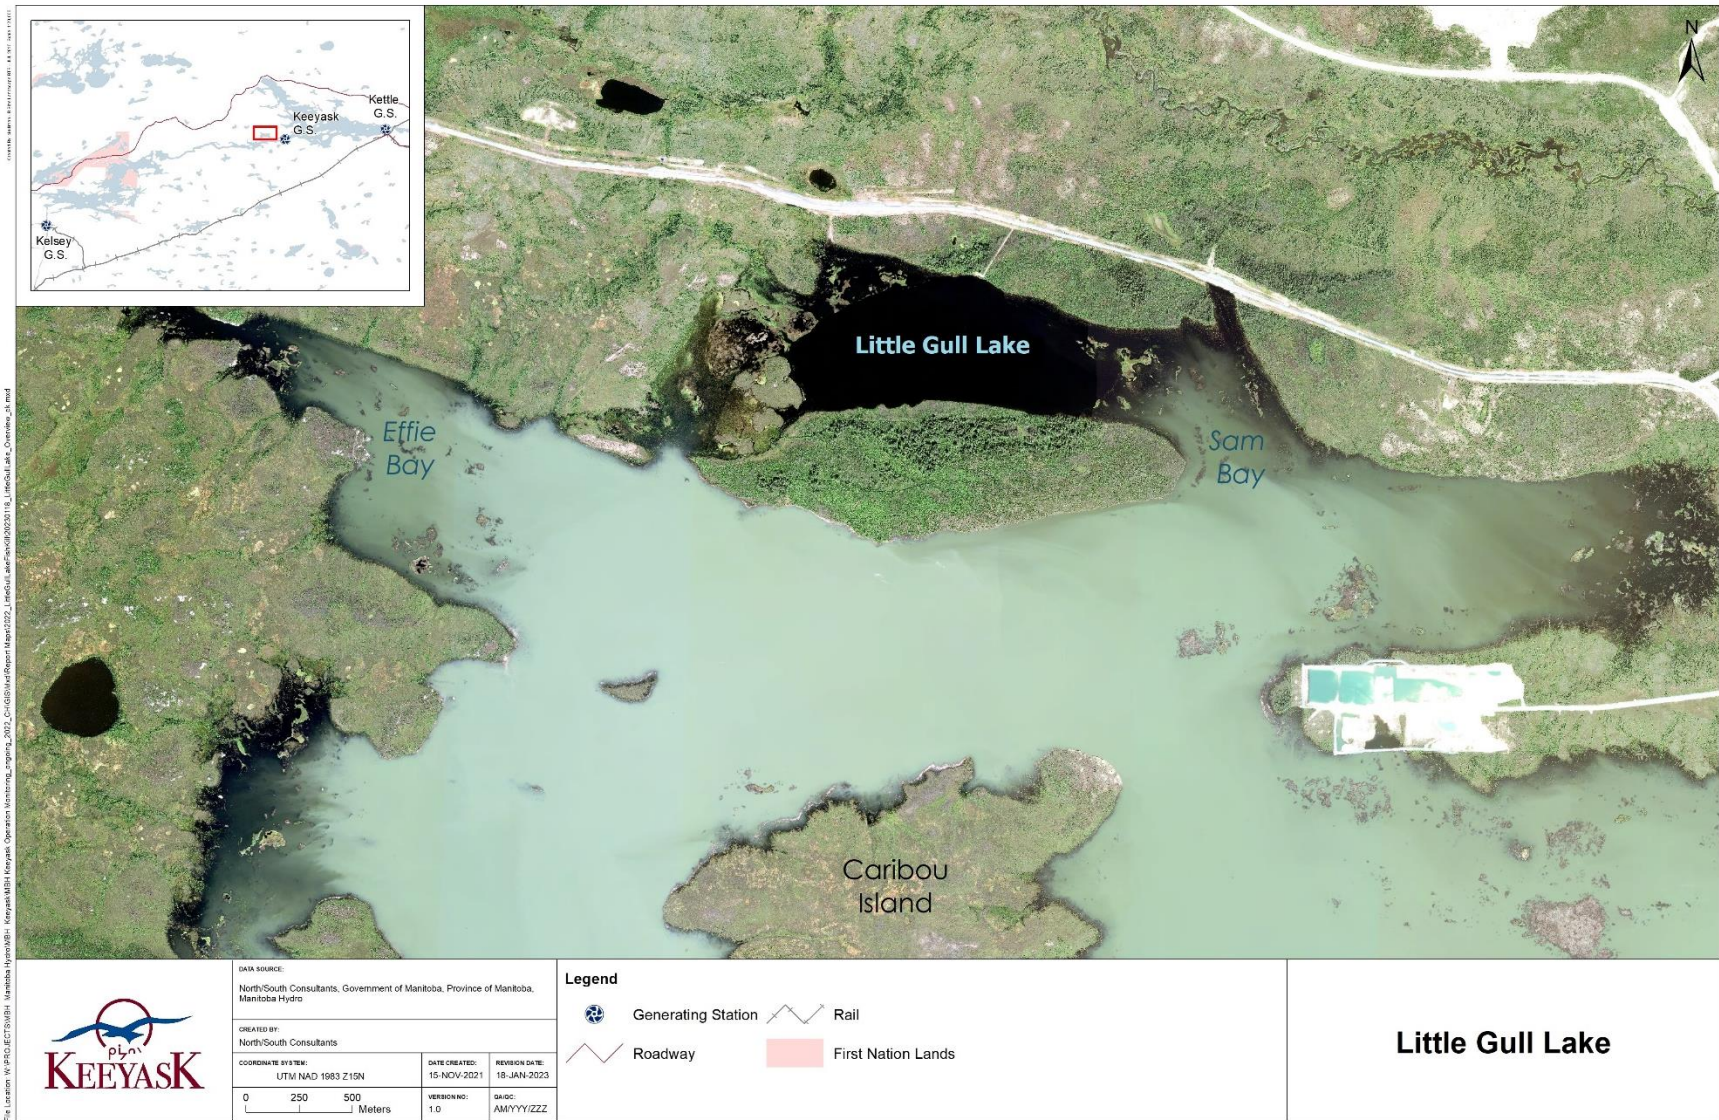 N
Kettle
G.S.
Keeyask
G.S.
Kelsey
G.S.
Little Gull Lake
Effie
Bay
Sam
Bay
Caribou
Island
KEEYASK
DATA SOURCE:
North/South Consultants, Government of Manitoba, Province of Manitoba,
Manitoba Hydro
CREATED BY:
North/South Consultants
COORDINATE SYSTEM:
UTM NAD 1983 Z15N
DATE CREATED:
15-NOV-2021
REVISION DATE:
18-JAN-2023
0 250 500
Meters
VERSION NO:
1.0
QA/QC:
AM/YYY/ZZZ
Legend
Generating Station
Rail
Roadway
First Nation Lands
Little Gull Lake